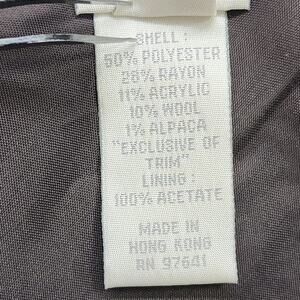 SHELL :
50% POLYESTER
28% RAYON
11% ACRYLIC
10% WOOL
1% ALPACA
"EXCLUSIVE OF
TRIM"
LINING :
100% ACETATE
MADE IN
HONG KONG
RN 97641